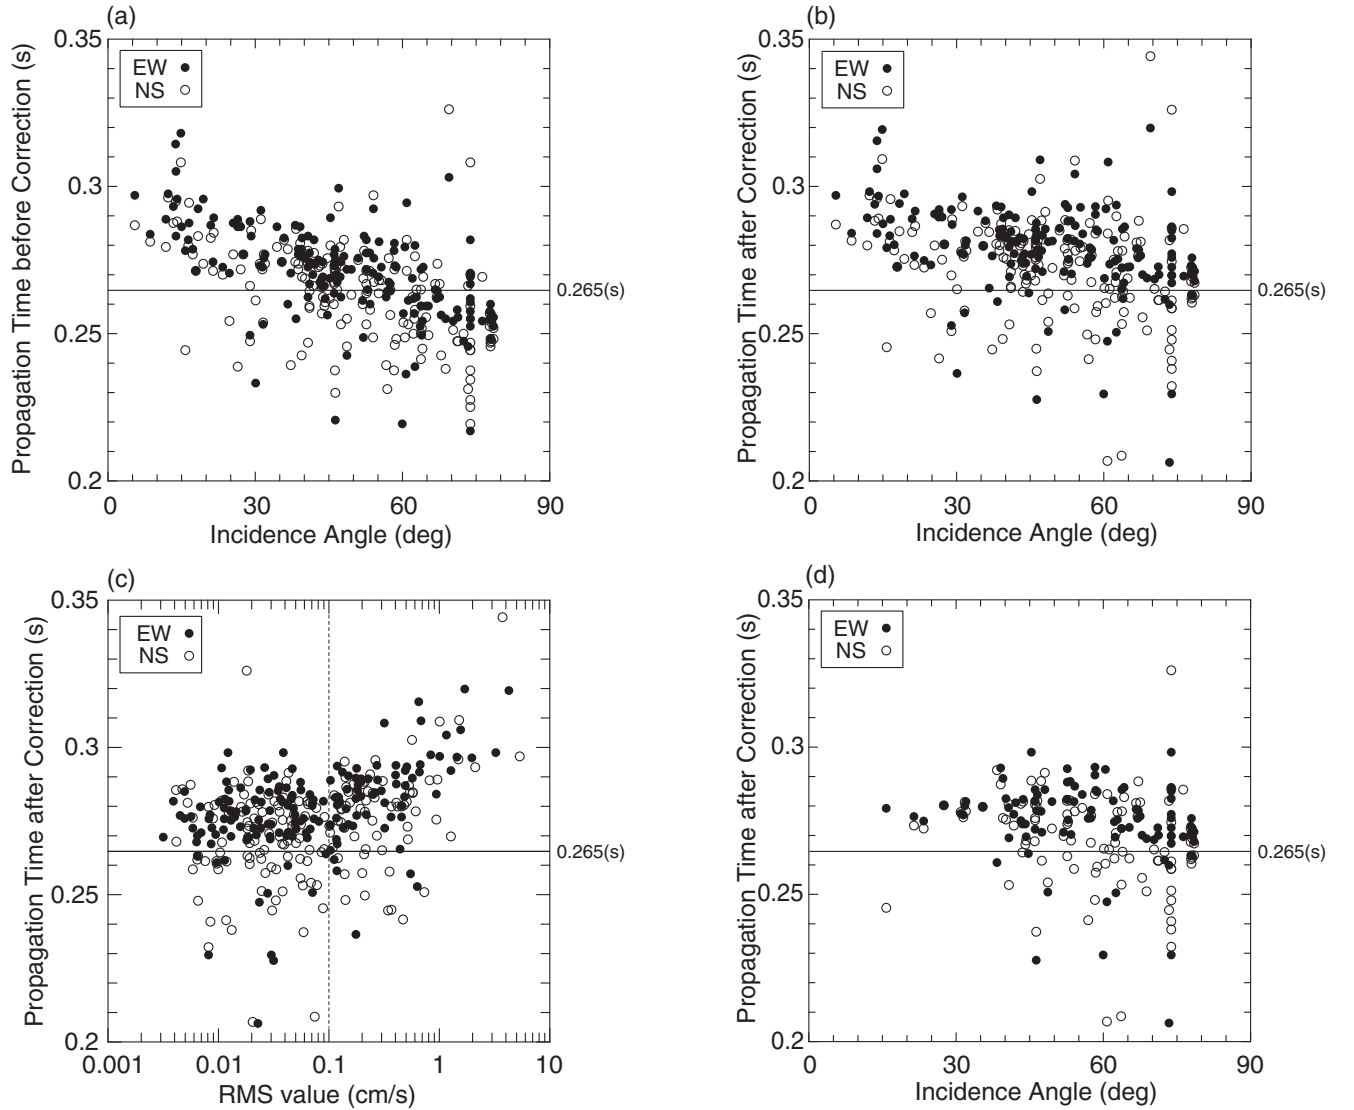 (a)
Propagation Time before Correction (s)
0.35
0.3
0.25
0.2
EW
NS
0.265(s)
0
30
60
90
Incidence Angle (deg)
(b)
Propagation Time after Correction (s)
0.35
0.3
0.25
0.2
EW
NS
0.265(s)
0
30
60
90
Incidence Angle (deg)
(c)
Propagation Time after Correction (s)
0.35
0.3
0.25
0.2
EW
NS
0.265(s)
0.001
0.01
0.1
1
10
RMS value (cm/s)
(d)
Propagation Time after Correction (s)
0.35
0.3
0.25
0.2
EW
NS
0.265(s)
0
30
60
90
Incidence Angle (deg)